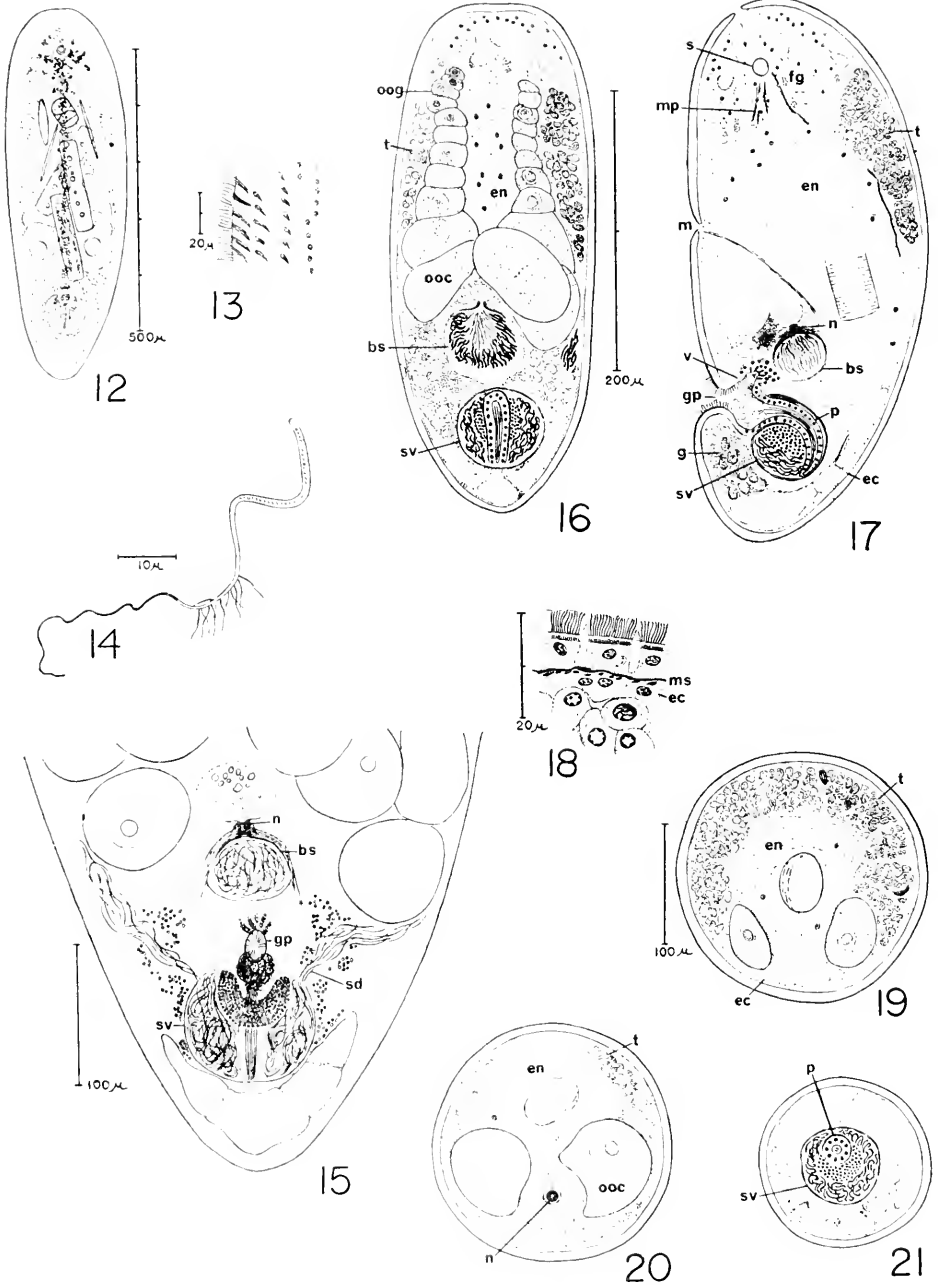 12
500µ
13
20µ
14
10µ
oog
t
en
ooc
bs
sv
16
200µ
s
fg
mp
t
en
m
n
v
bs
gp
p
g
sv
ec
17
ms
ec
20µ
18
n
bs
gp
sd
sv
100µ
15
t
en
100µ
ec
19
t
en
ooc
n
20
p
sv
21